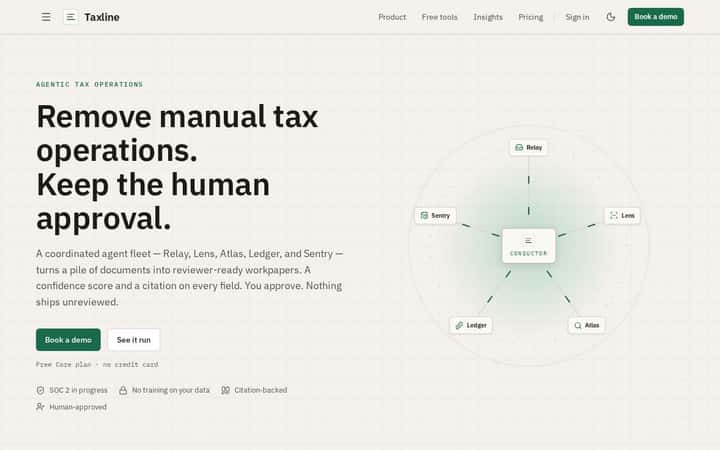 Taxline
Product
Free tools
Insights
Pricing
Sign in
Book a demo
AGENTIC TAX OPERATIONS
Remove manual tax
operations.
Keep the human
approval.
A coordinated agent fleet — Relay, Lens, Atlas, Ledger, and Sentry —
turns a pile of documents into reviewer-ready workpapers. A
confidence score and a citation on every field. You approve. Nothing
ships unreviewed.
Book a demo
See it run
Free Core plan · no credit card
SOC 2 in progress
No training on your data
Citation-backed
Human-approved
Relay
Sentry
Lens
CONDUCTOR
Ledger
Atlas